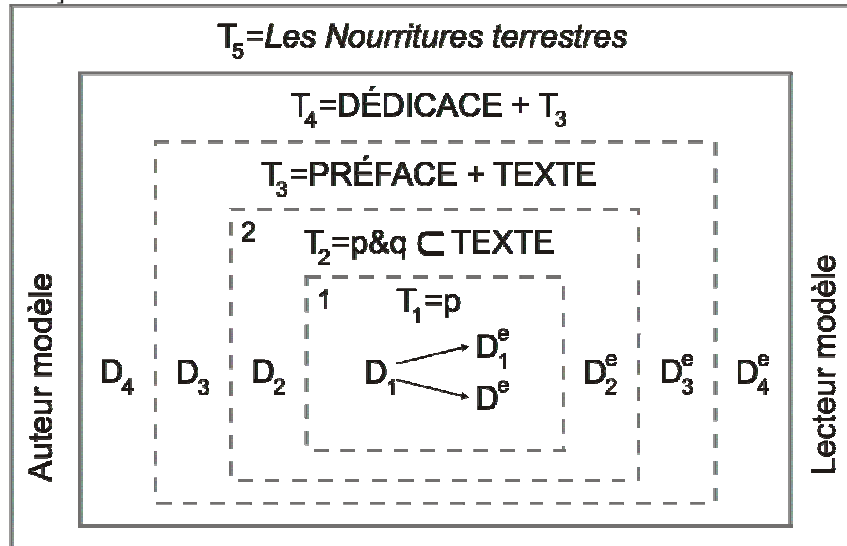 T₅=Les Nourritures terrestres
T₄=DÉDICACE + T₃
T₃=PRÉFACE + TEXTE
2
T₂=p&q ⊂ TEXTE
1
T₁=p
Auteur modèle
D₄ D₃ D₂ D₁ D₁ᵉ Dᵉ D₂ᵉ D₃ᵉ D₄ᵉ
Lecteur modèle